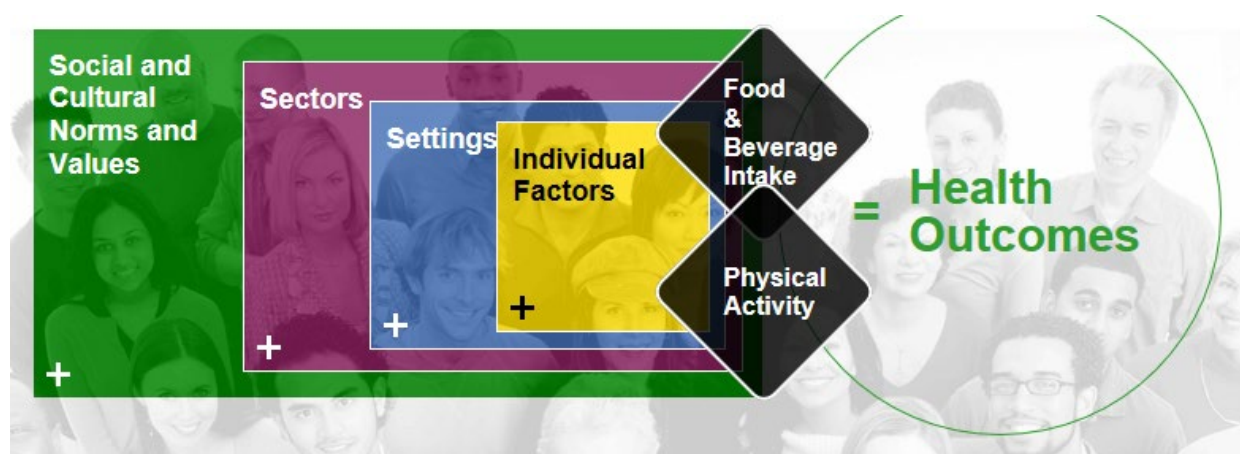 Social and
Cultural
Norms and
Values
+
Sectors
+
Settings
+
Individual
Factors
+
Food
&
Beverage
Intake
Physical
Activity
=
Health
Outcomes